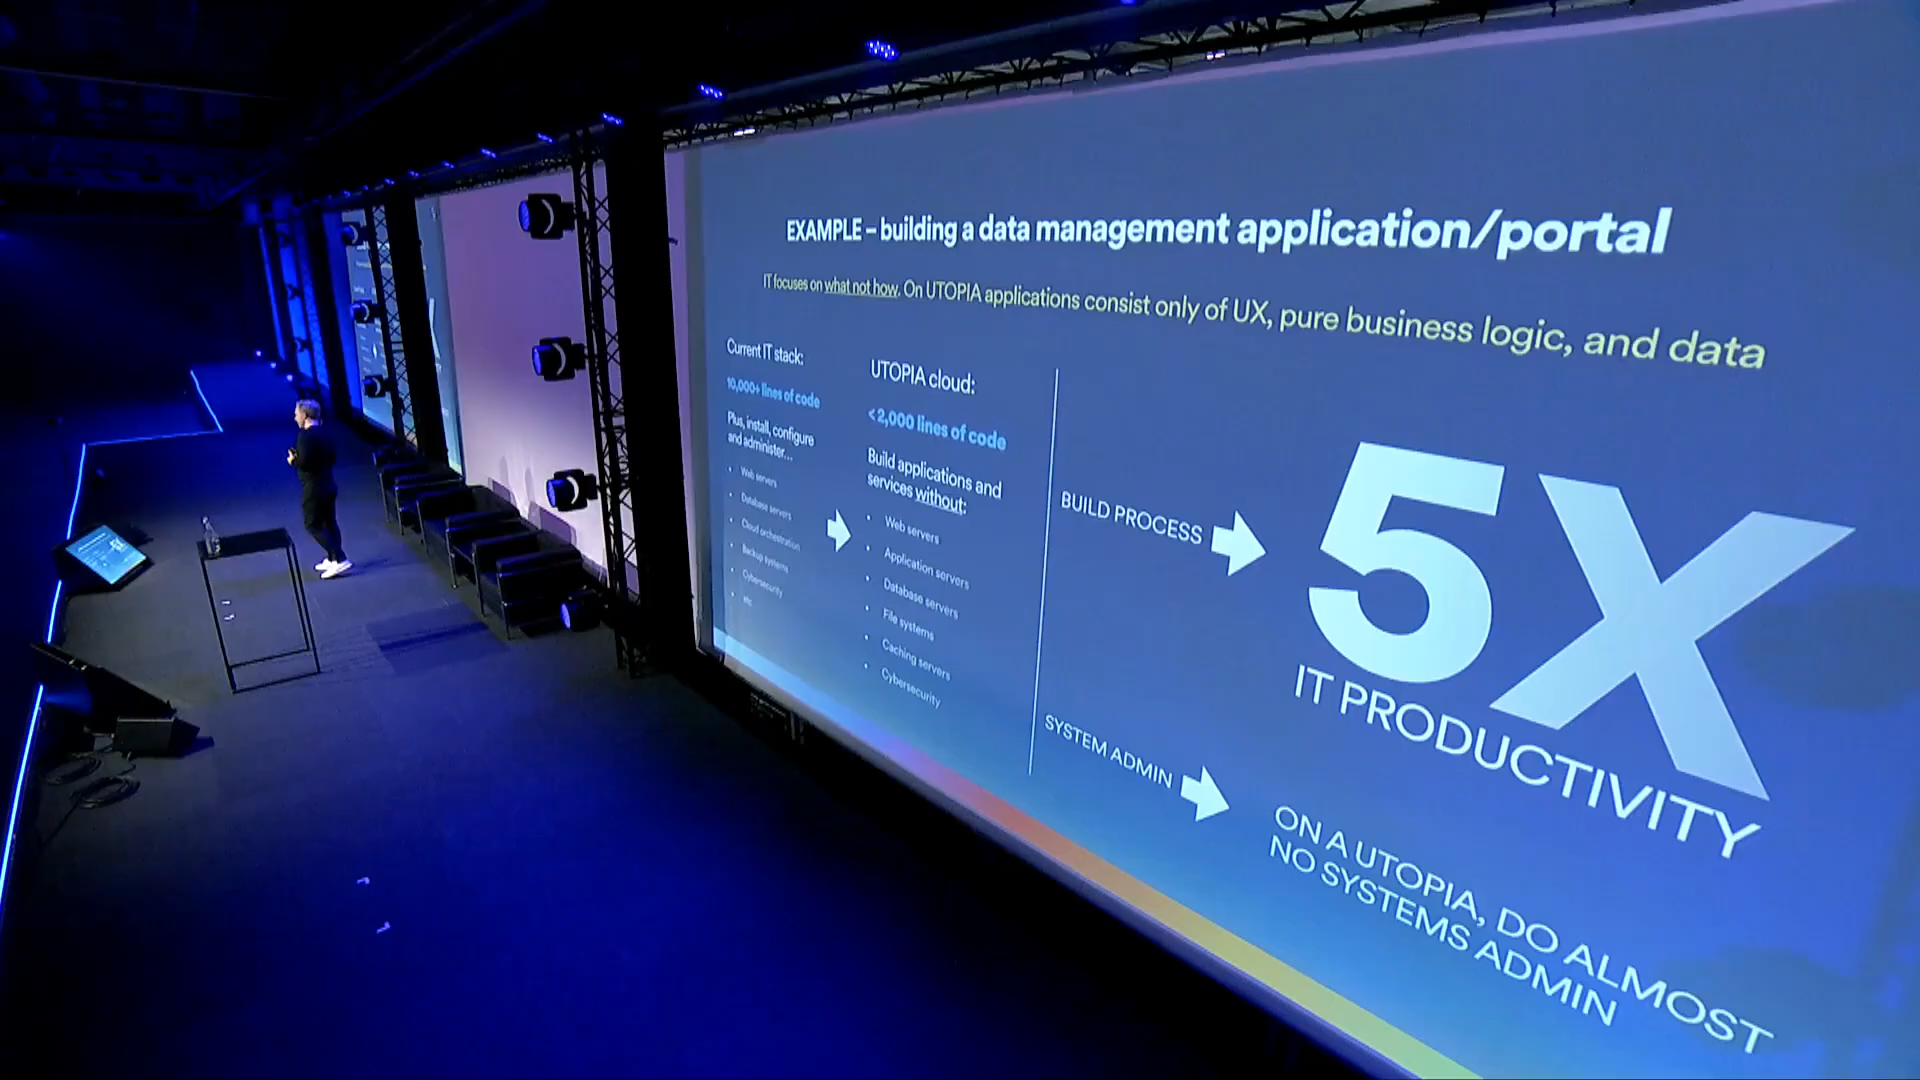 EXAMPLE – building a data management application/portal
IT focuses on what not how. On UTOPIA applications consist only of UX, pure business logic, and data
Current IT stack:
10,000+ lines of code
Plus, install, configure
and administer...
• Web servers
• Database servers
• Cloud orchestration
• Backup systems
• Cybersecurity
• etc
UTOPIA cloud:
<2,000 lines of code
Build applications and
services without:
• Web servers
• Application servers
• Database servers
• File systems
• Caching servers
• Cybersecurity
BUILD PROCESS
5X
IT PRODUCTIVITY
SYSTEM ADMIN
ON A UTOPIA, DO ALMOST
NO SYSTEMS ADMIN